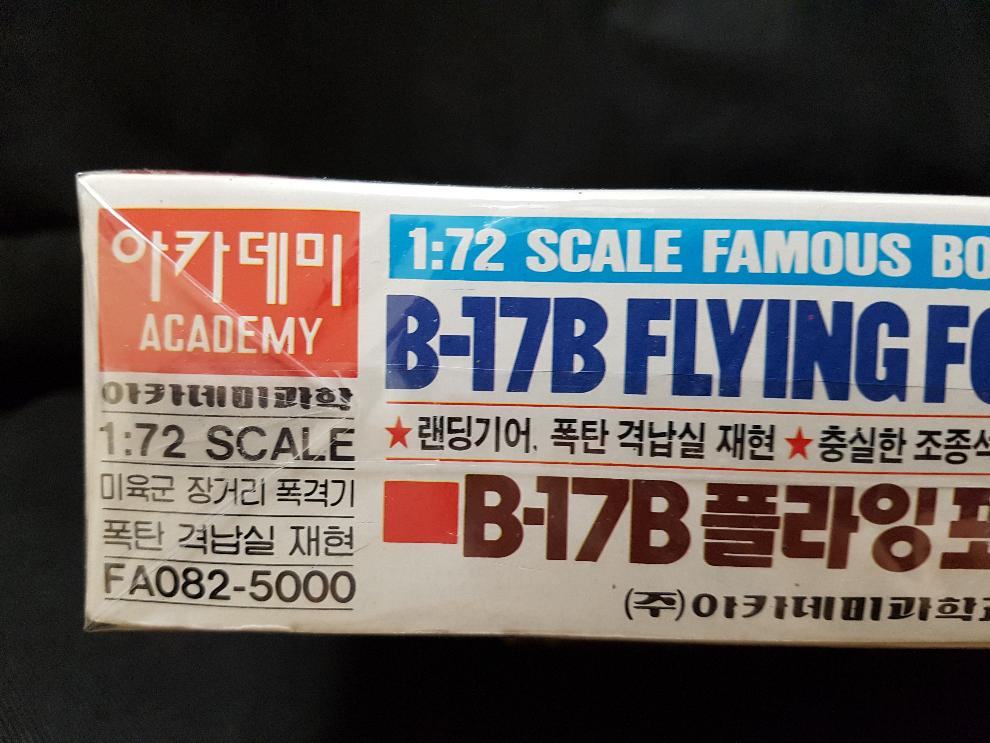 아카데미
ACADEMY
아카데미과학
1:72 SCALE
미육군 장거리 폭격기
폭탄 격납실 재현
FA082-5000
1:72 SCALE FAMOUS BO
B-17B FLYING FO
★랜딩기어, 폭탄 격납실 재현 ★충실한 조종석
B-17B 플라잉 포
(주)아카데미과학